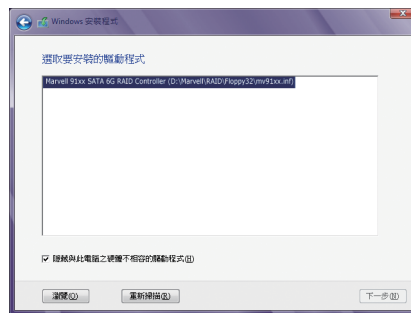 Windows 安裝程式
選取要安裝的驅動程式
Marvell 91xx SATA 6G RAID Controller (D:\Marvell\RAID\Floppy32\mv91xx.inf)
隱藏與此電腦之硬體不相容的驅動程式(H)
瀏覽(O)
重新掃描(R)
下一步(N)